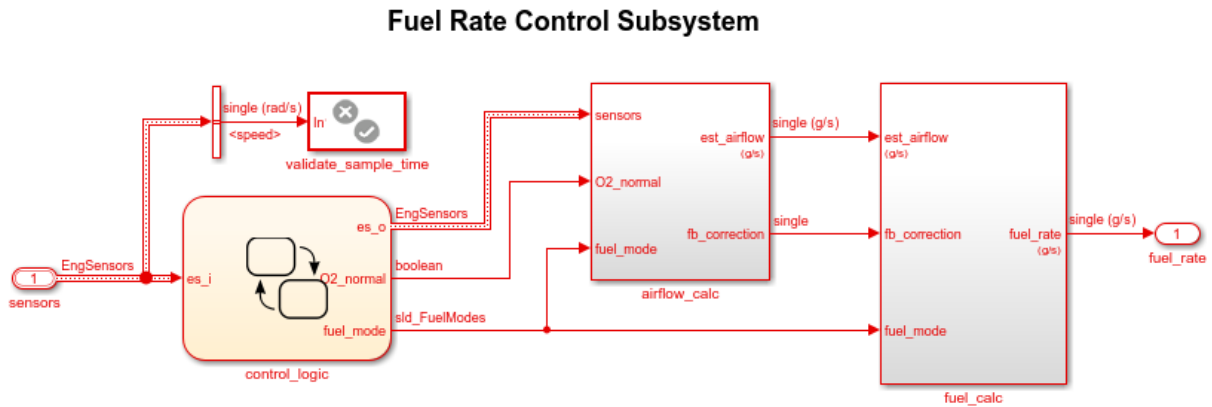 Fuel Rate Control Subsystem
single (rad/s)
<speed>
In
validate_sample_time
EngSensors
1
sensors
es_i
es_o
O2_normal
fuel_mode
control_logic
EngSensors
boolean
sld_FuelModes
sensors
O2_normal
fuel_mode
est_airflow
(g/s)
fb_correction
airflow_calc
single (g/s)
single
est_airflow
(g/s)
fb_correction
fuel_mode
fuel_rate
(g/s)
fuel_calc
single (g/s)
1
fuel_rate